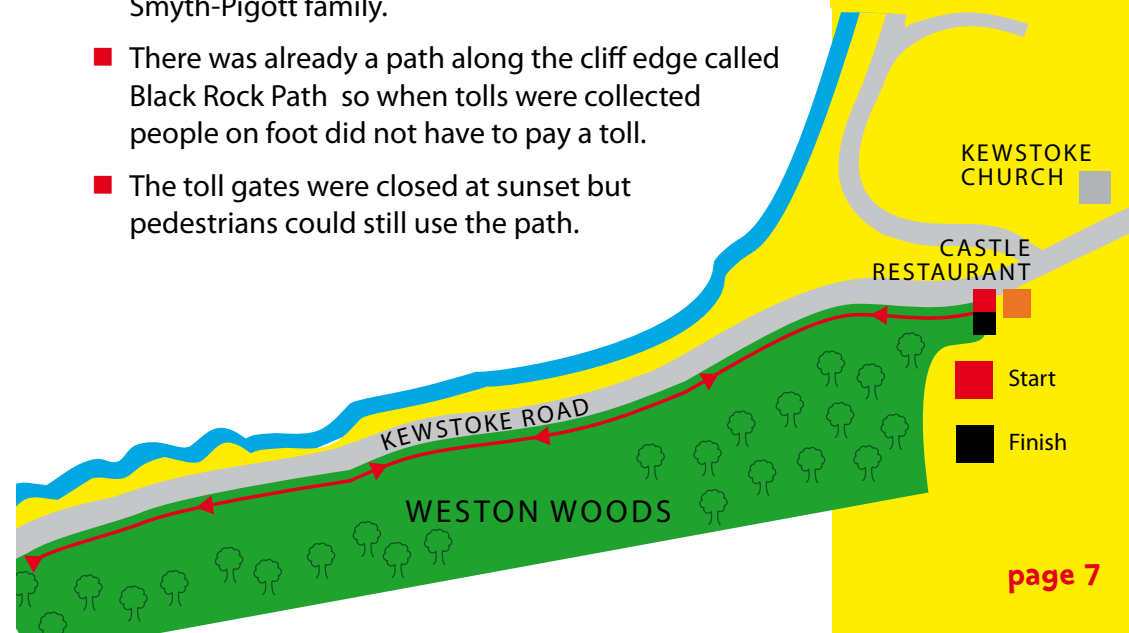 Smyth-Pigott family.
■ There was already a path along the cliff edge called
Black Rock Path so when tolls were collected
people on foot did not have to pay a toll.
■ The toll gates were closed at sunset but
pedestrians could still use the path.
KEWSTOKE
CHURCH
CASTLE
RESTAURANT
Start
Finish
KEWSTOKE ROAD
WESTON WOODS
page 7